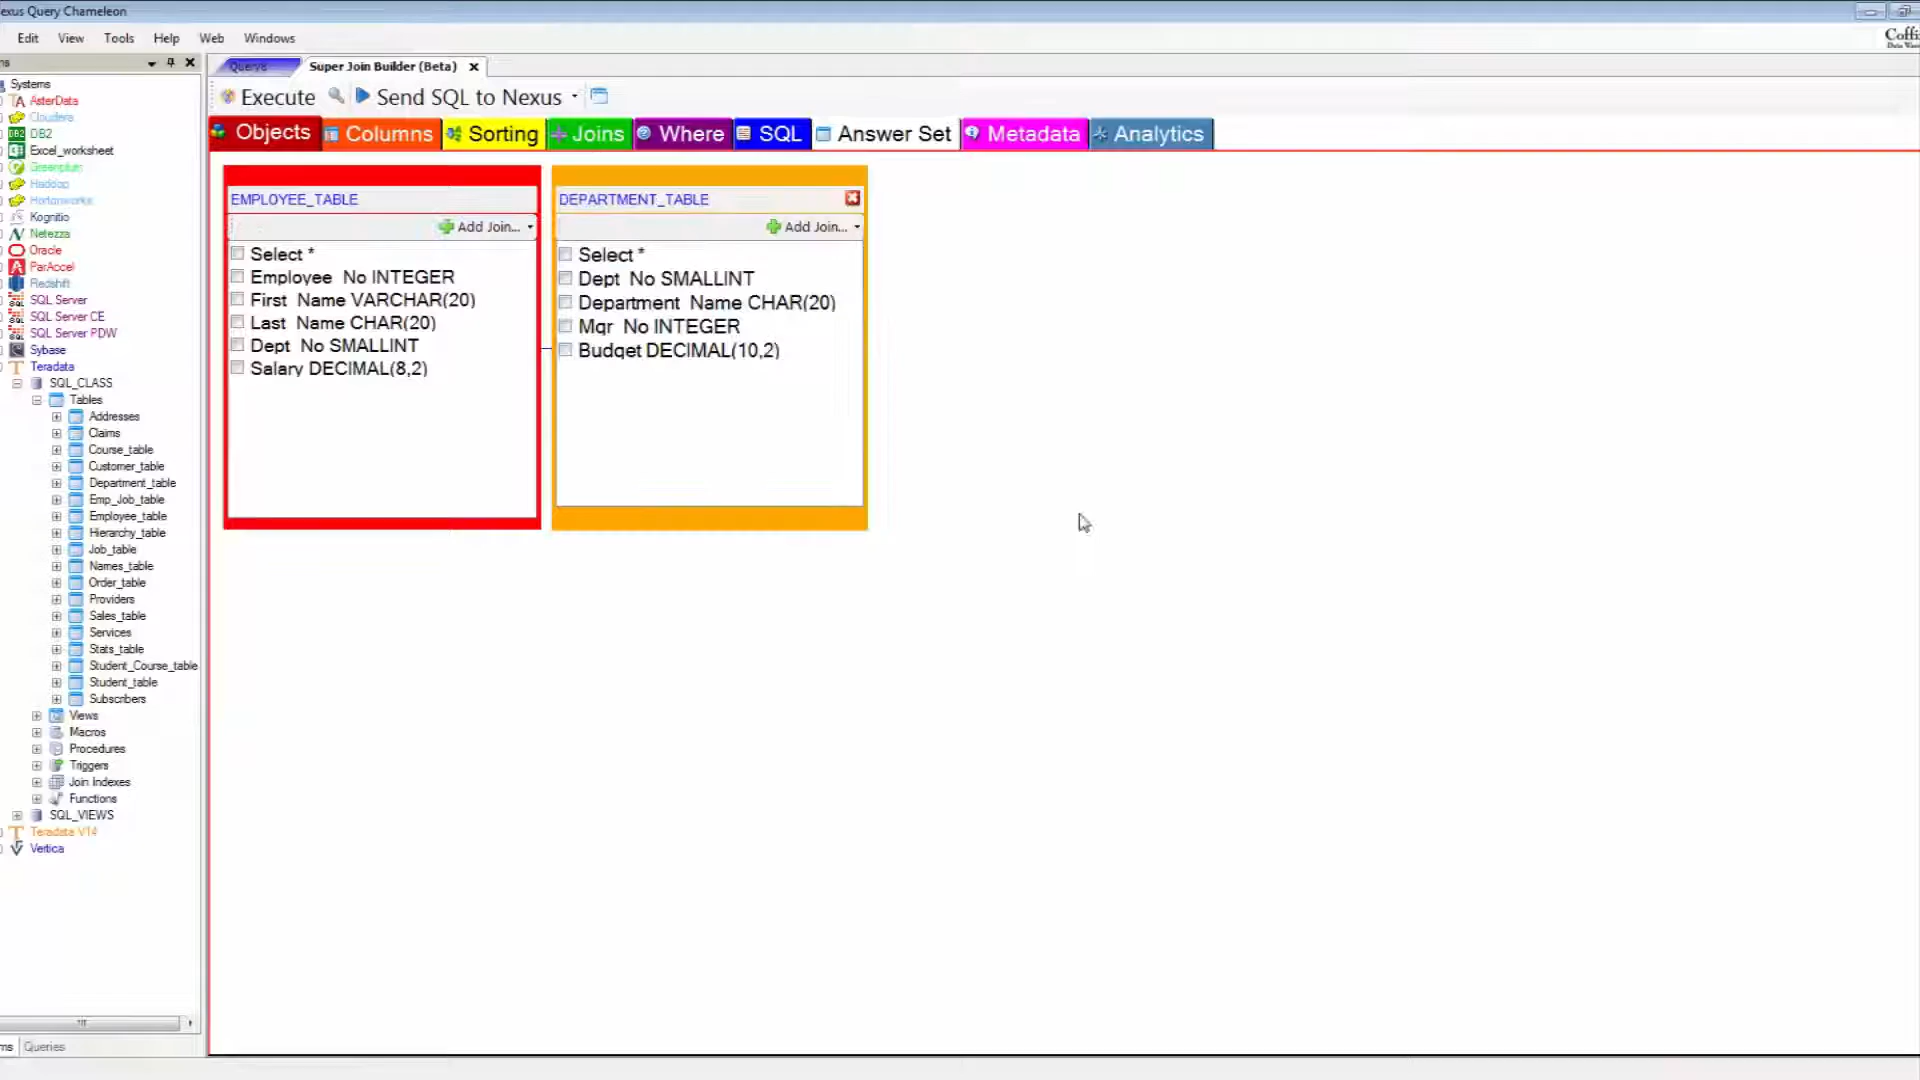 exus Query Chameleon
Edit View Tools Help Web Windows
Coffi
Systems
AsterData
Cloudera
DB2
Excel_worksheet
Greenplum
Hadoop
Hortonworks
Kognitio
Netezza
Oracle
ParAccel
Redshift
SQL Server
SQL Server CE
SQL Server PDW
Sybase
Teradata
SQL_CLASS
Tables
Addresses
Claims
Course_table
Customer_table
Department_table
Emp_Job_table
Employee_table
Hierarchy_table
Job_table
Names_table
Order_table
Providers
Sales_table
Services
Stats_table
Student_Course_table
Student_table
Subscribers
Views
Macros
Procedures
Triggers
Join Indexes
Functions
SQL_VIEWS
Teradata V14
Vertica
ms Queries
Querys Super Join Builder (Beta)
Execute Send SQL to Nexus
Objects Columns Sorting Joins Where SQL Answer Set Metadata Analytics
EMPLOYEE_TABLE
Add Join...
Select *
Employee No INTEGER
First Name VARCHAR(20)
Last Name CHAR(20)
Dept No SMALLINT
Salary DECIMAL(8,2)
DEPARTMENT_TABLE
Add Join...
Select *
Dept No SMALLINT
Department Name CHAR(20)
Mgr No INTEGER
Budget DECIMAL(10,2)